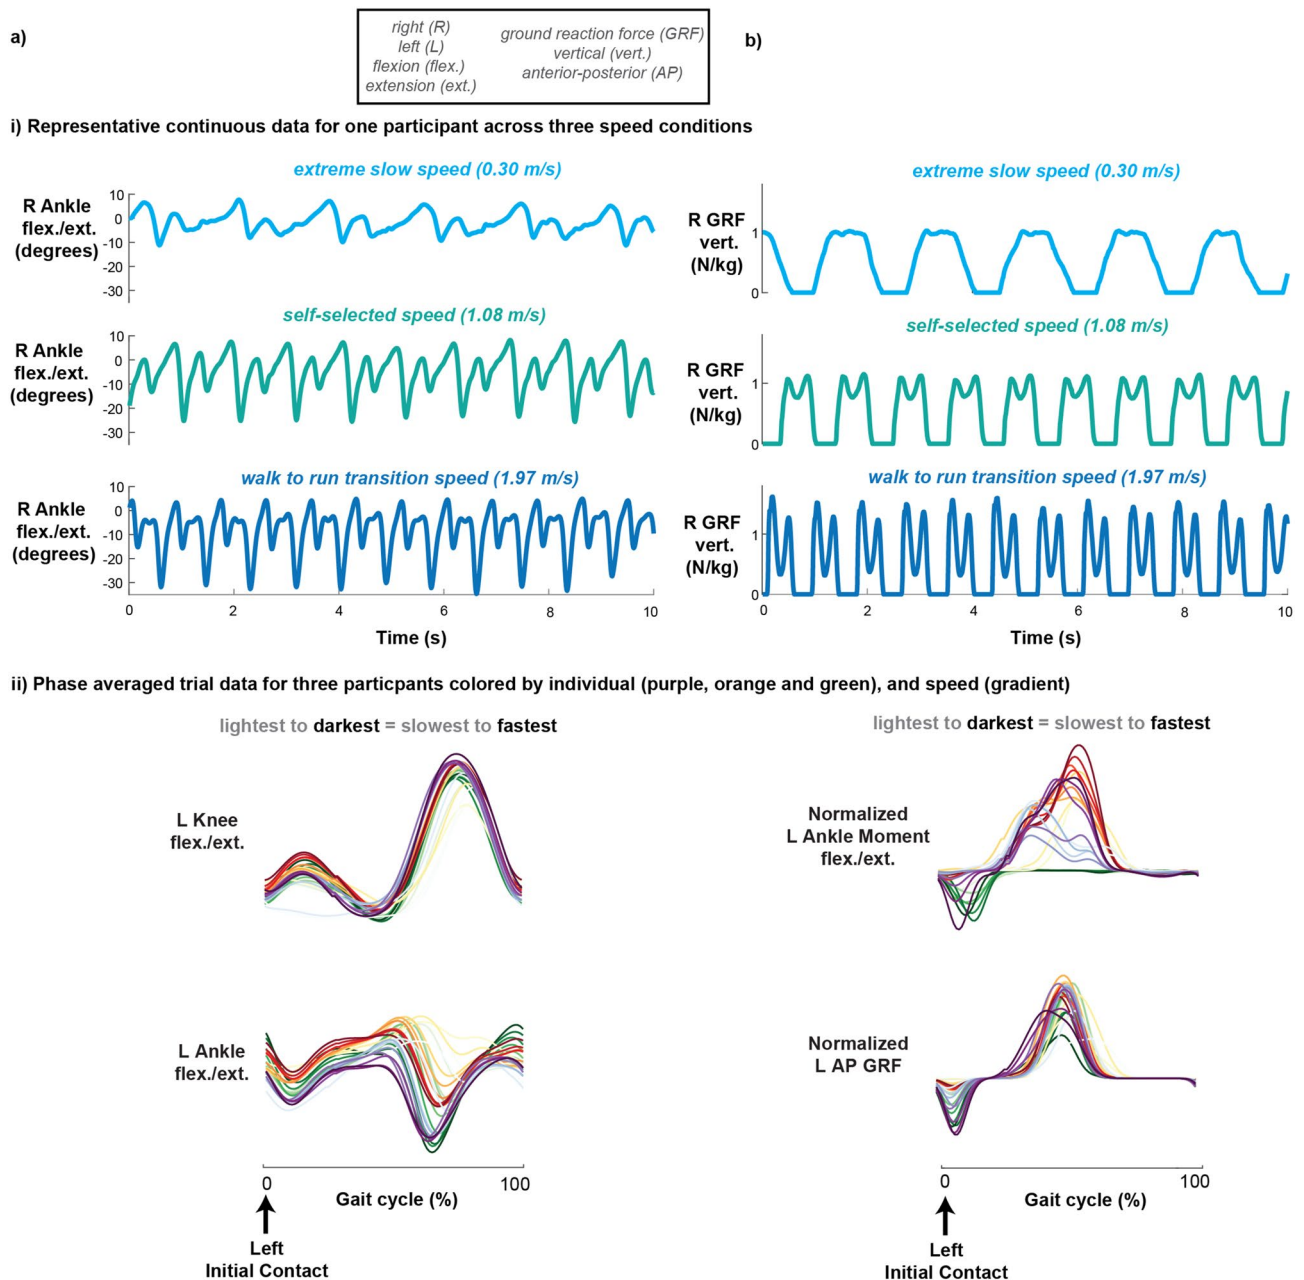 a)
right (R)
left (L)
flexion (flex.)
extension (ext.)
ground reaction force (GRF)
vertical (vert.)
anterior-posterior (AP)
b)
i) Representative continuous data for one participant across three speed conditions
extreme slow speed (0.30 m/s)
R Ankle
flex./ext.
(degrees)
10
0
-10
-20
-30
extreme slow speed (0.30 m/s)
R GRF
vert.
(N/kg)
1
0
self-selected speed (1.08 m/s)
R Ankle
flex./ext.
(degrees)
10
0
-10
-20
-30
self-selected speed (1.08 m/s)
R GRF
vert.
(N/kg)
1
0
walk to run transition speed (1.97 m/s)
R Ankle
flex./ext.
(degrees)
10
0
-10
-20
-30
0 2 4 6 8 10
Time (s)
walk to run transition speed (1.97 m/s)
R GRF
vert.
(N/kg)
1
0
0 2 4 6 8 10
Time (s)
ii) Phase averaged trial data for three particpants colored by individual (purple, orange and green), and speed (gradient)
lightest to darkest = slowest to fastest
L Knee
flex./ext.
L Ankle
flex./ext.
0 100
Gait cycle (%)
Left
Initial Contact
lightest to darkest = slowest to fastest
Normalized
L Ankle Moment
flex./ext.
Normalized
L AP GRF
0 100
Gait cycle (%)
Left
Initial Contact